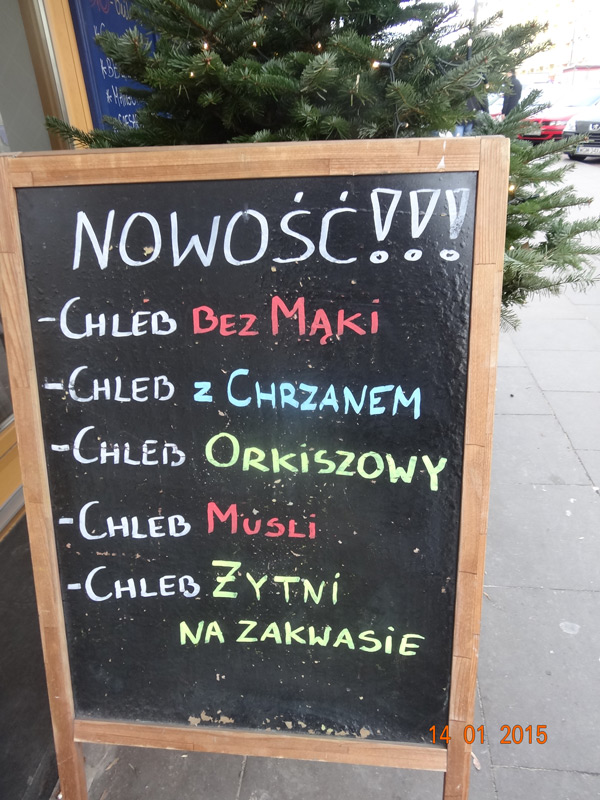 NOWOŚĆ!!!
-CHLEB BEZ MĄKI
-CHLEB Z CHRZANEM
-CHLEB ORKISZOWY
-CHLEB MUSLI
-CHLEB ŻYTNI
NA ZAKWASIE
14 01 2015